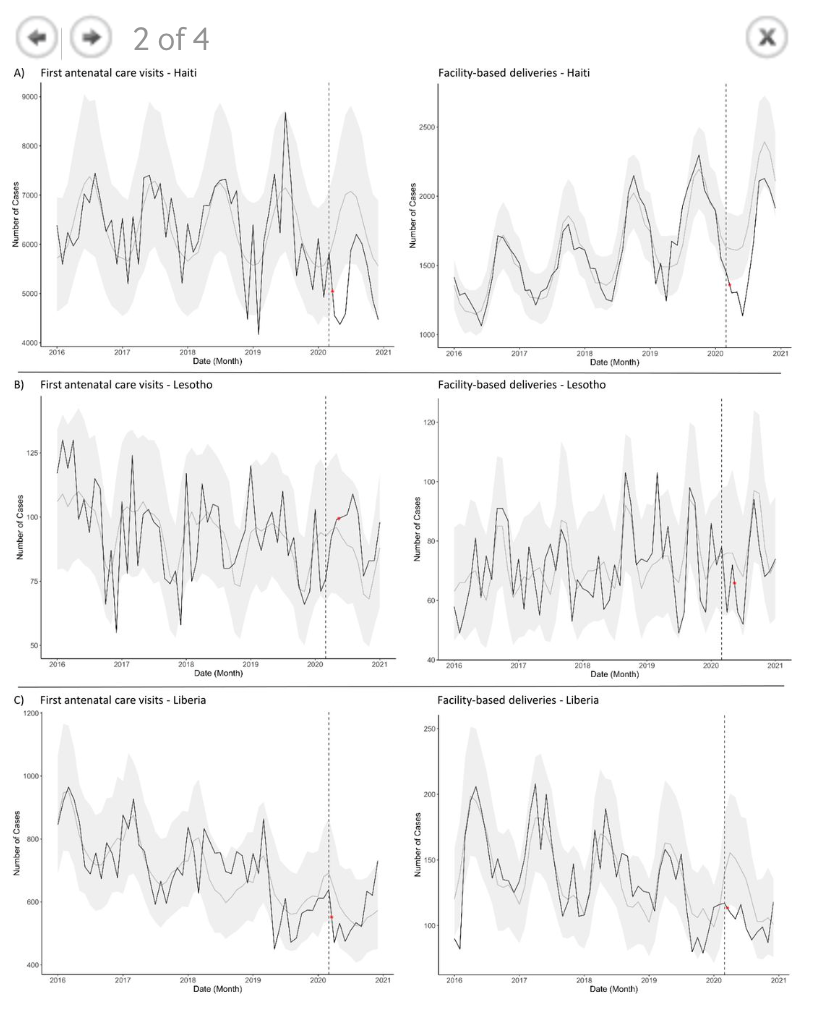 2 of 4
A) First antenatal care visits - Haiti
Number of Cases
9000
8000
7000
6000
5000
4000
2016 2017 2018 2019 2020 2021
Date (Month)
Facility-based deliveries - Haiti
Number of Cases
2500
2000
1500
1000
2016 2017 2018 2019 2020 2021
Date (Month)
B) First antenatal care visits - Lesotho
Number of Cases
125
100
75
50
2016 2017 2018 2019 2020 2021
Date (Month)
Facility-based deliveries - Lesotho
Number of Cases
120
100
80
60
40
2016 2017 2018 2019 2020 2021
Date (Month)
C) First antenatal care visits - Liberia
Number of Cases
1200
1000
800
600
400
2016 2017 2018 2019 2020 2021
Date (Month)
Facility-based deliveries - Liberia
Number of Cases
250
200
150
100
2016 2017 2018 2019 2020 2021
Date (Month)